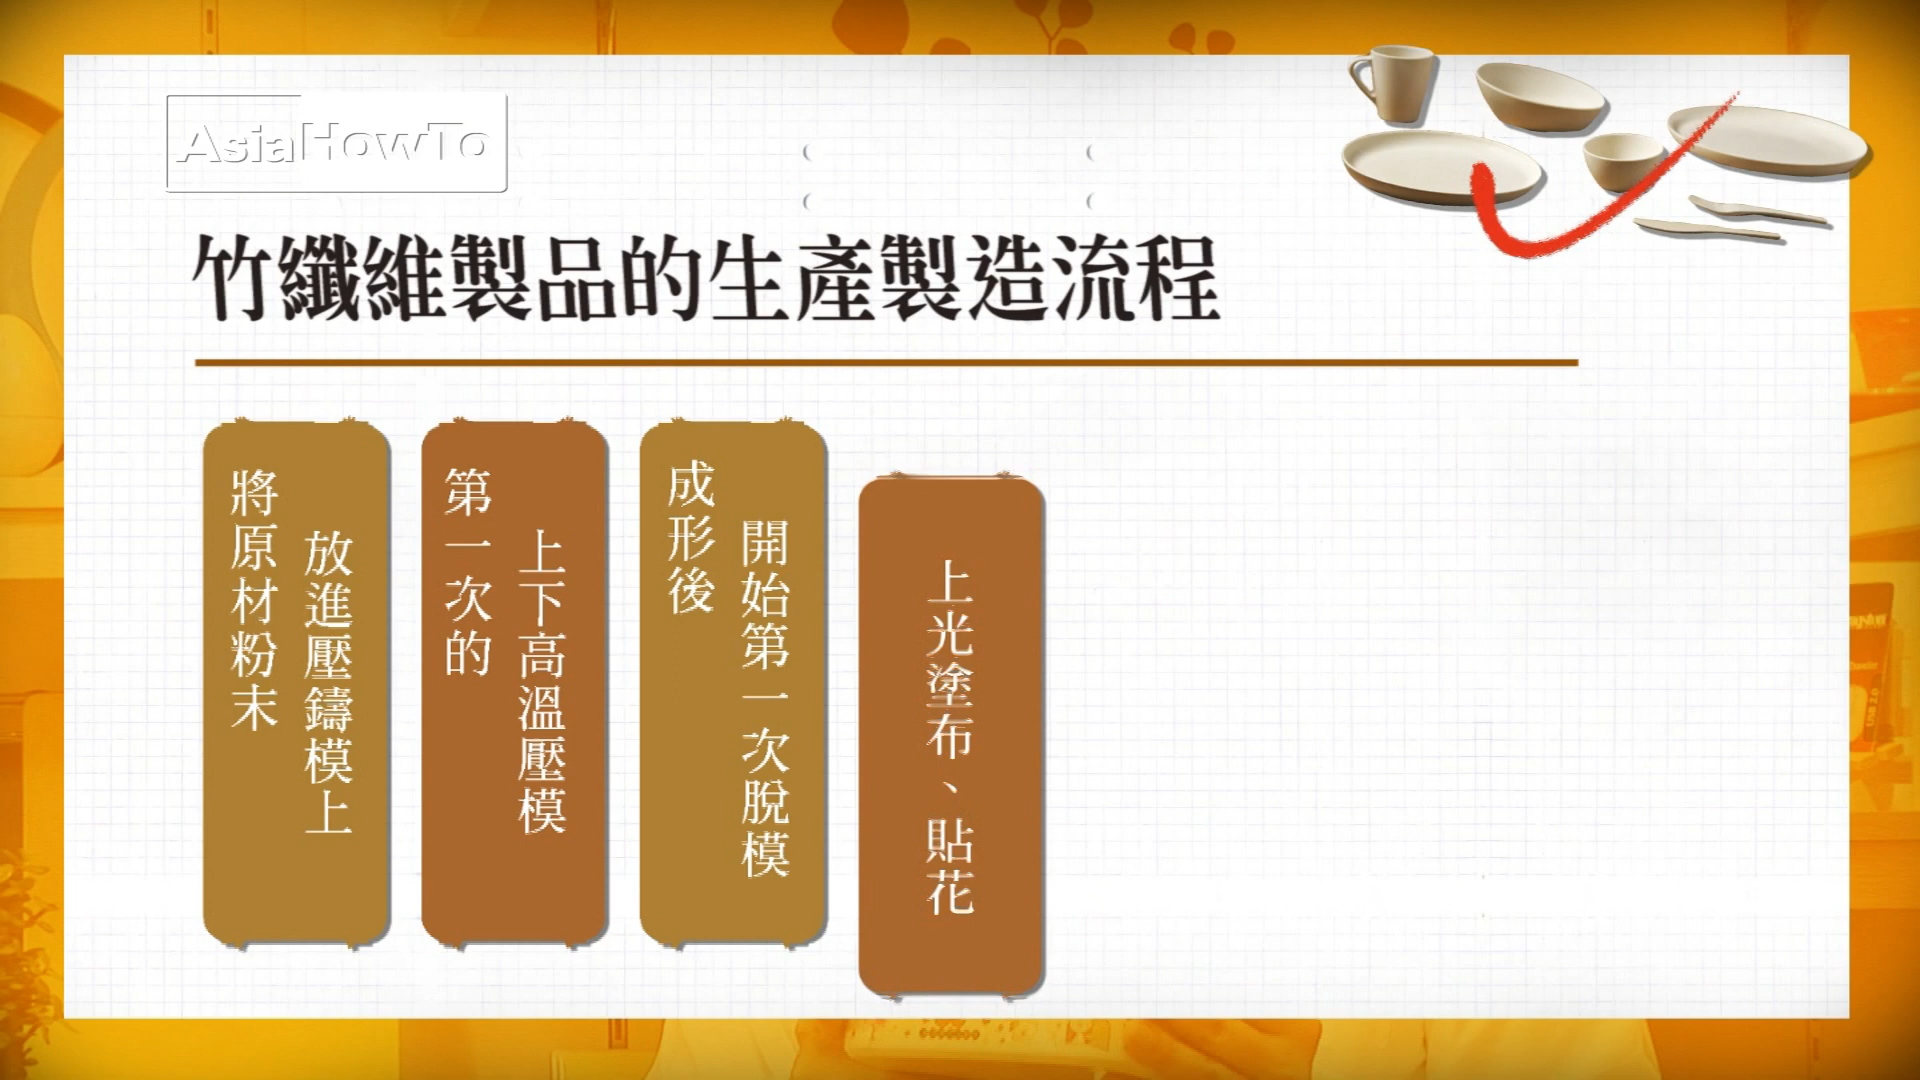 AsiaHowTo
竹纖維製品的生產製造流程
將原材粉末
放進壓鑄模上
第一次的
上下高溫壓模
成形後
開始第一次脫模
上光塗布、貼花